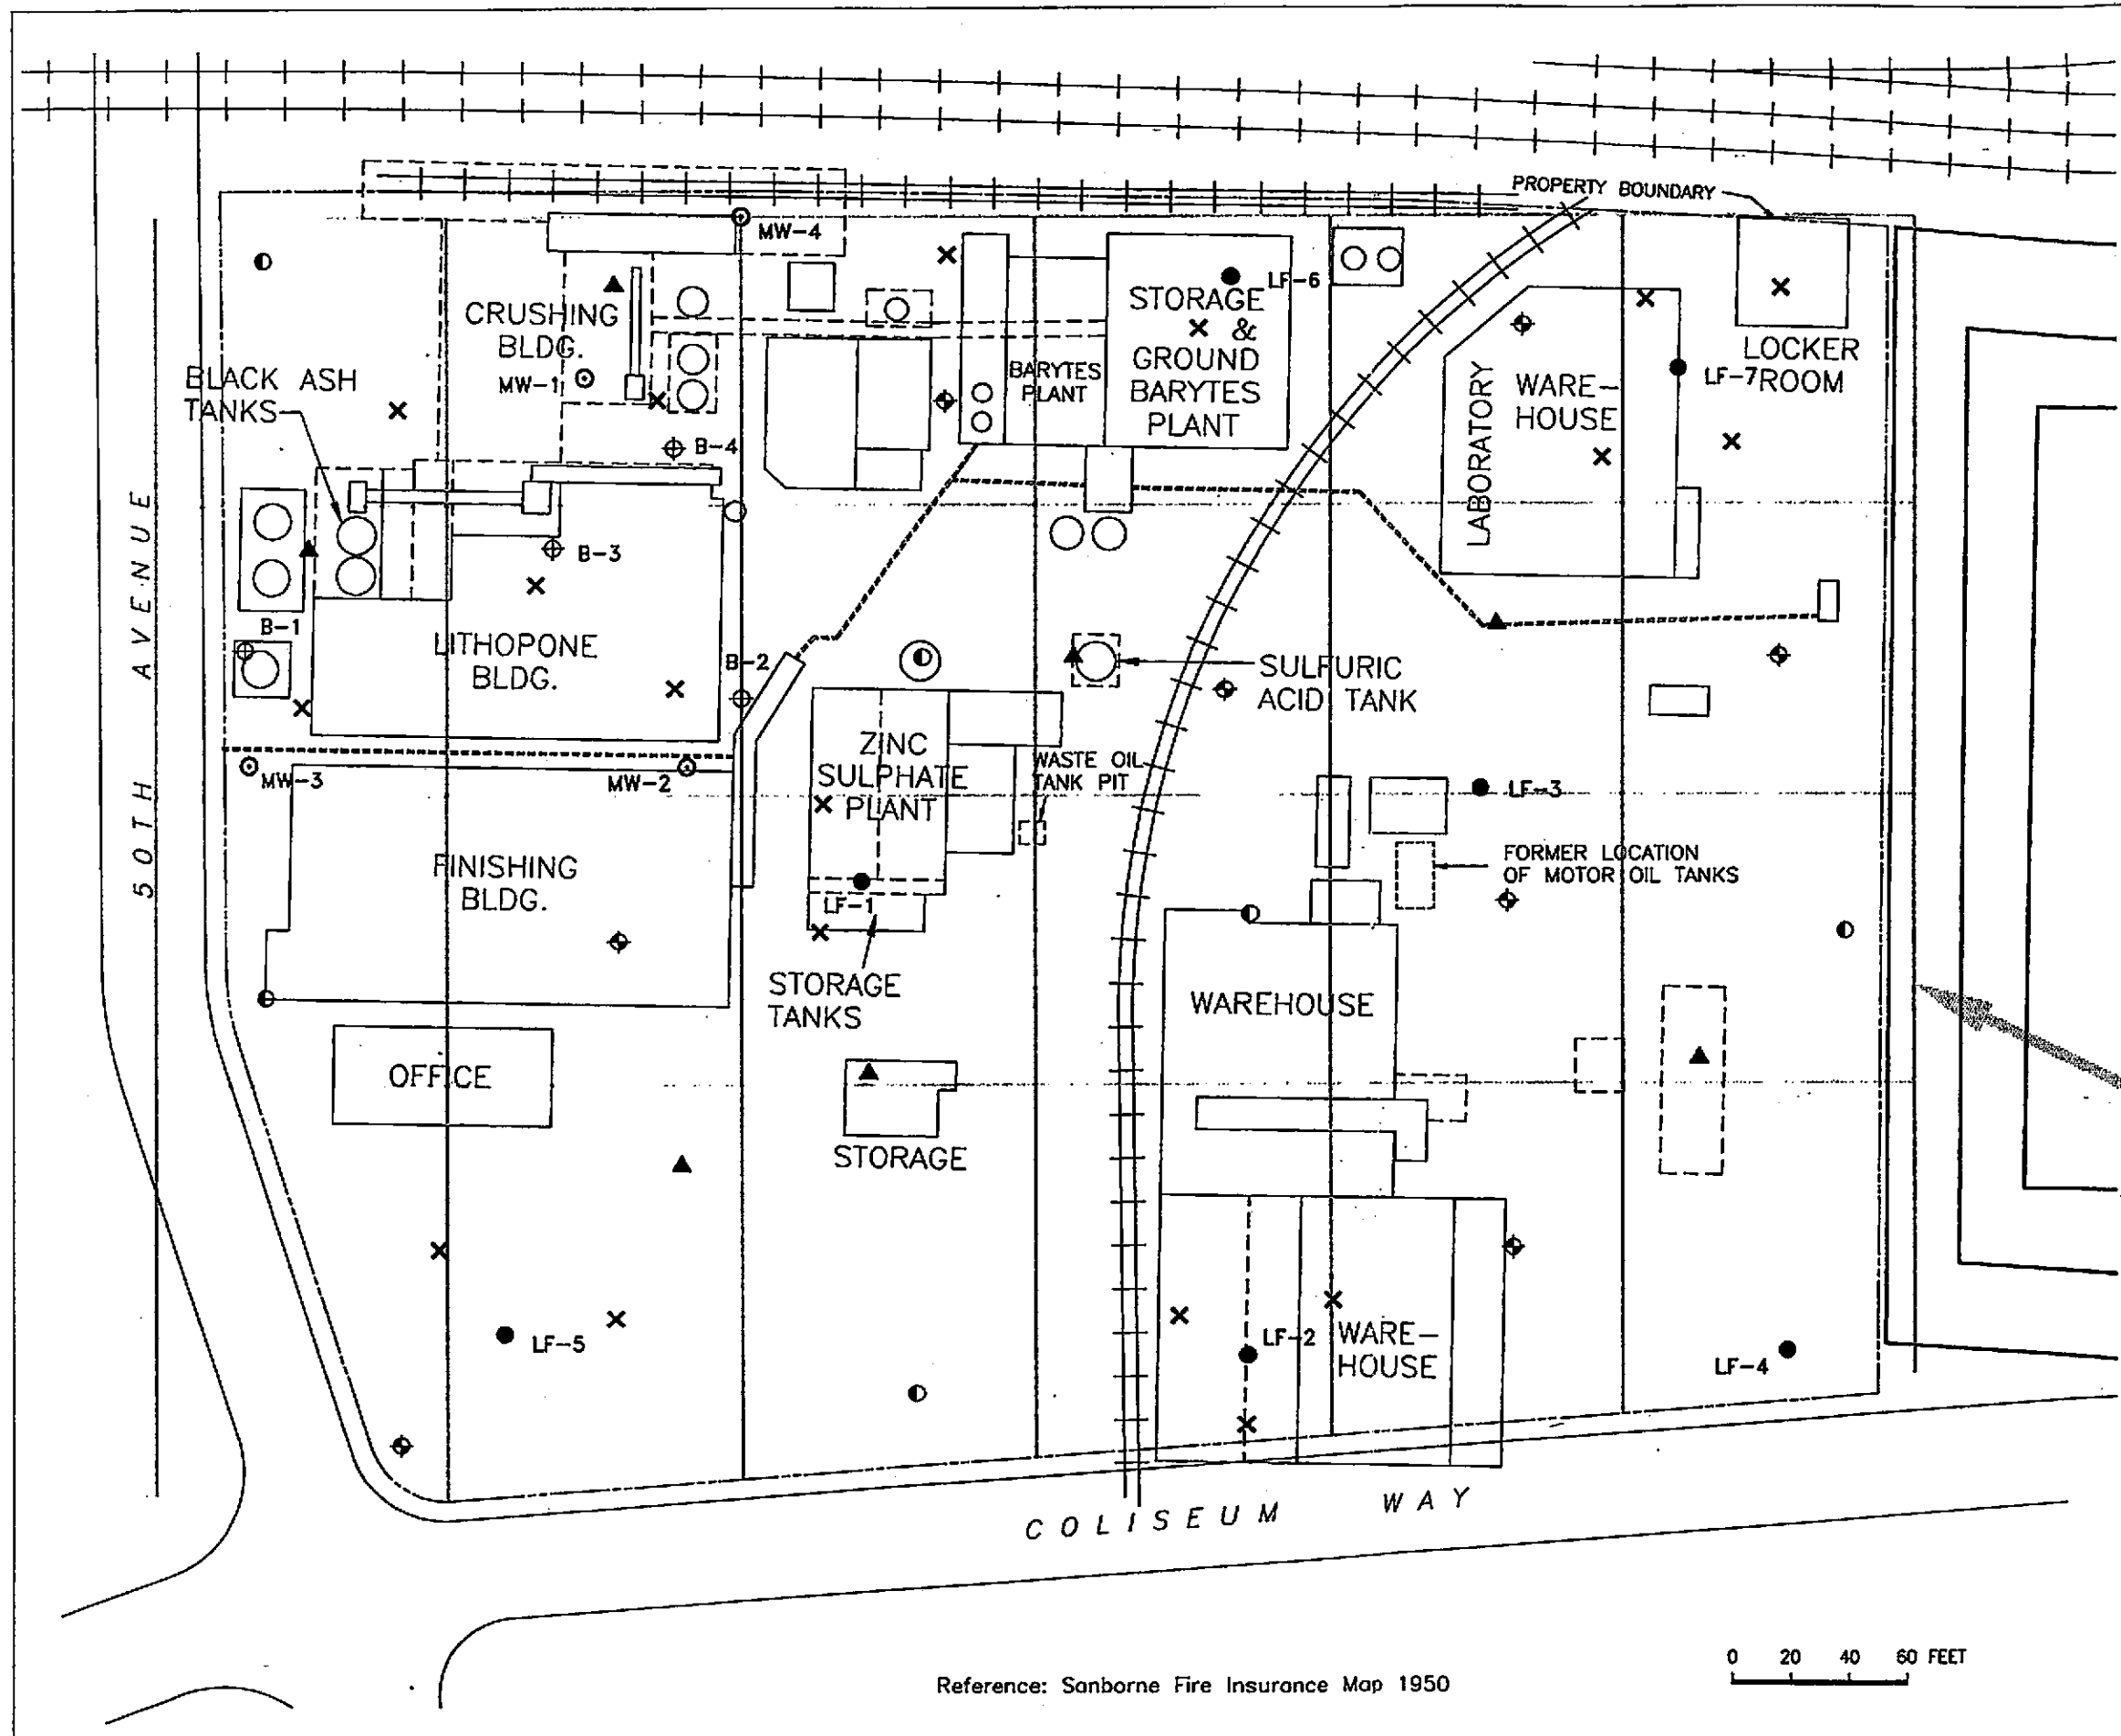 PROPERTY BOUNDARY
MW-4
LF-6
CRUSHING
BLDG.
MW-1
STORAGE
&
GROUND
BARYTES
PLANT
BARYTES
PLANT
LABORATORY
WARE-
HOUSE
LF-7
LOCKER
ROOM
BLACK ASH
TANKS
B-4
B-3
B-1
LITHOPONE
BLDG.
B-2
SULFURIC
ACID TANK
50TH AVENUE
ZINC
SULPHATE
PLANT
WASTE OIL
TANK PIT
MW-3
MW-2
LF-3
FINISHING
BLDG.
LF-1
FORMER LOCATION
OF MOTOR OIL TANKS
STORAGE
TANKS
WAREHOUSE
OFFICE
STORAGE
LF-5
LF-2
WARE-
HOUSE
LF-4
COLISEUM WAY
Reference: Sanborne Fire Insurance Map 1950
0 20 40 60 FEET